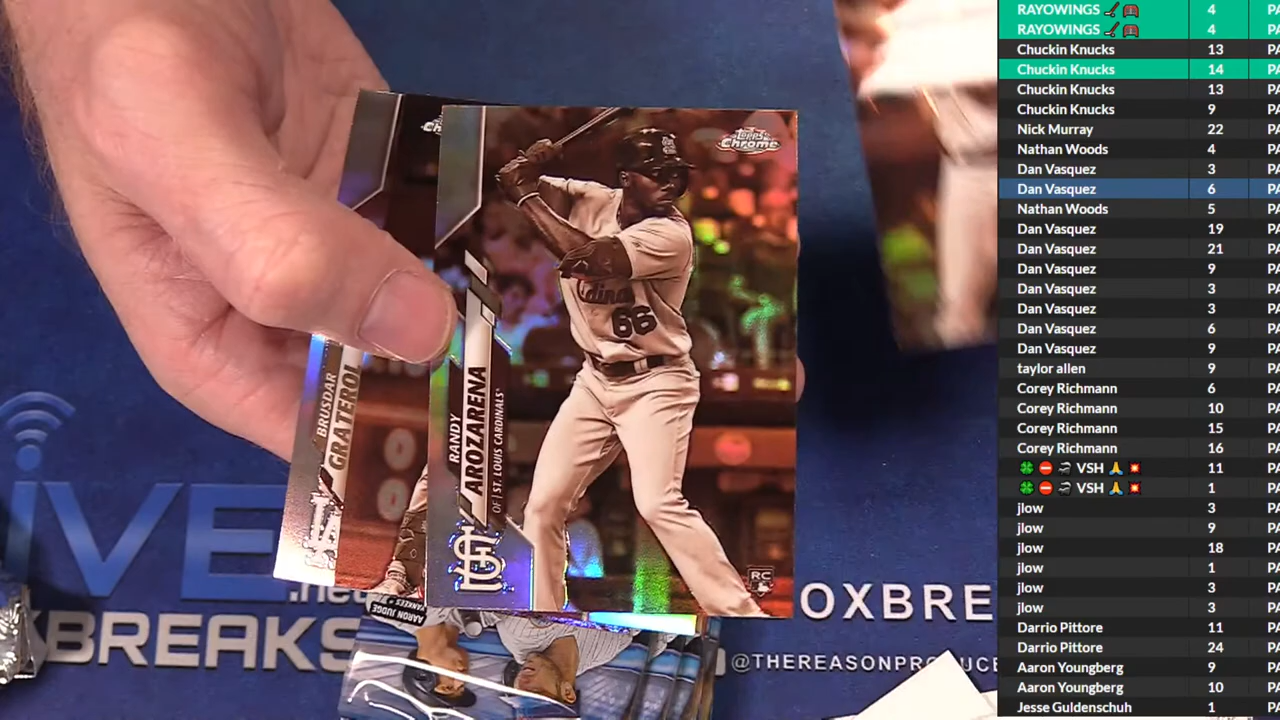 Topps
Chrome
Cardinals
66
RANDY
AROZARENA
OF | ST. LOUIS CARDINALS
STL
RC
BRUSDAR
GRATEROL
LA
AARON JUDGE
YANKEES
iVE
.net
XBREAKS
OXBRE
@THEREASONPRODUCE
RAYOWINGS 4 PA
RAYOWINGS 4 PA
Chuckin Knucks 13 PA
Chuckin Knucks 14 PA
Chuckin Knucks 13 PA
Chuckin Knucks 9 PA
Nick Murray 22 PA
Nathan Woods 4 PA
Dan Vasquez 3 PA
Dan Vasquez 6 PA
Nathan Woods 5 PA
Dan Vasquez 19 PA
Dan Vasquez 21 PA
Dan Vasquez 9 PA
Dan Vasquez 3 PA
Dan Vasquez 3 PA
Dan Vasquez 6 PA
Dan Vasquez 9 PA
taylor allen 9 PA
Corey Richmann 6 PA
Corey Richmann 10 PA
Corey Richmann 15 PA
Corey Richmann 16 PA
🍀 ⛔ VSH 🙏 💥 11 PA
🍀 ⛔ VSH 🙏 💥 1 PA
jlow 3 PA
jlow 9 PA
jlow 18 PA
jlow 1 PA
jlow 3 PA
jlow 3 PA
Darrio Pittore 11 PA
Darrio Pittore 24 PA
Aaron Youngberg 9 PA
Aaron Youngberg 10 PA
Jesse Guldenschuh 1 PA